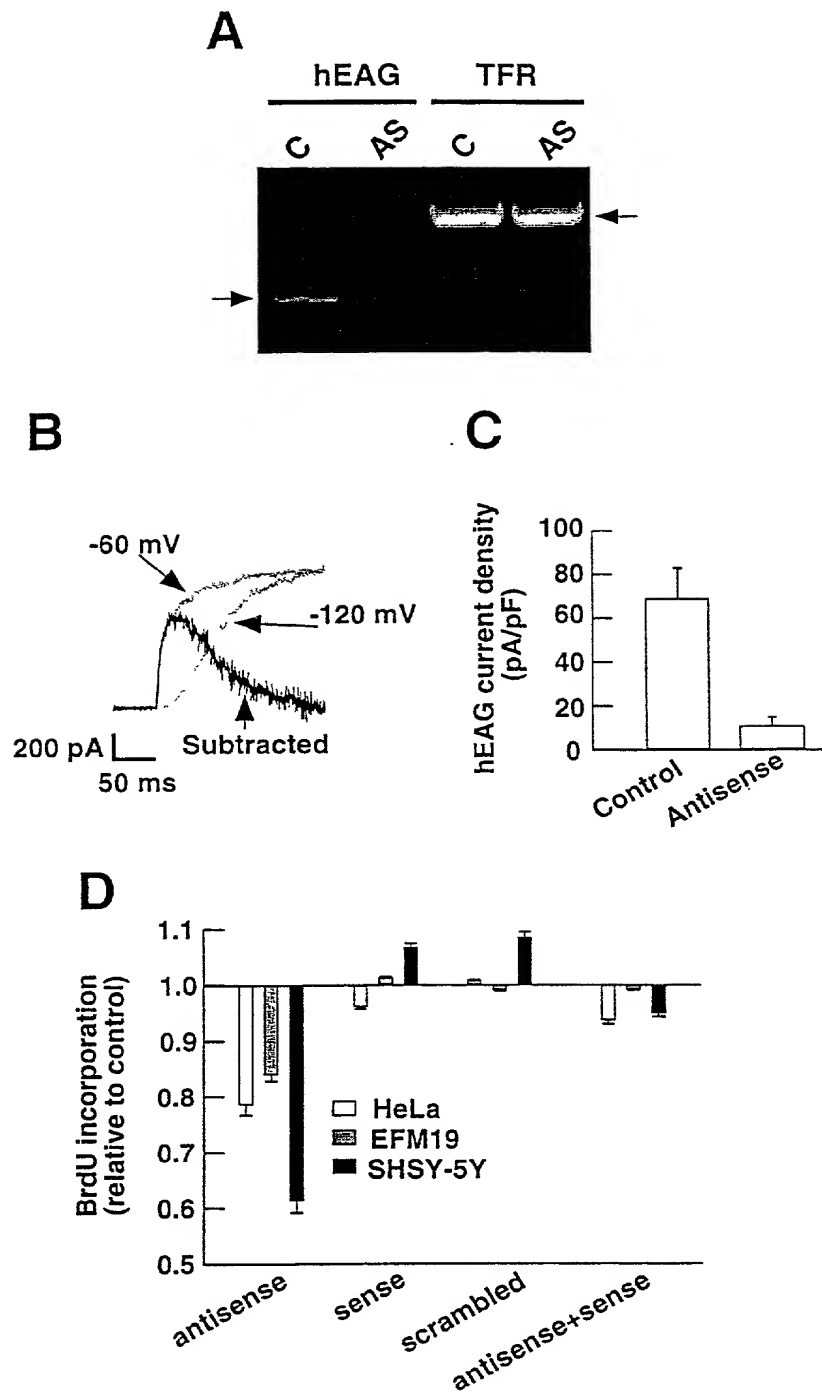 A
hEAG TFR
C AS C AS
B
-60 mV
-120 mV
Subtracted
200 pA
50 ms
C
hEAG current density
(pA/pF)
100
80
60
40
20
0
Control
Antisense
D
BrdU incorporation
(relative to control)
1.1
1.0
0.9
0.8
0.7
0.6
0.5
HeLa
EFM19
SHSY-5Y
antisense
sense
scrambled
antisense+sense